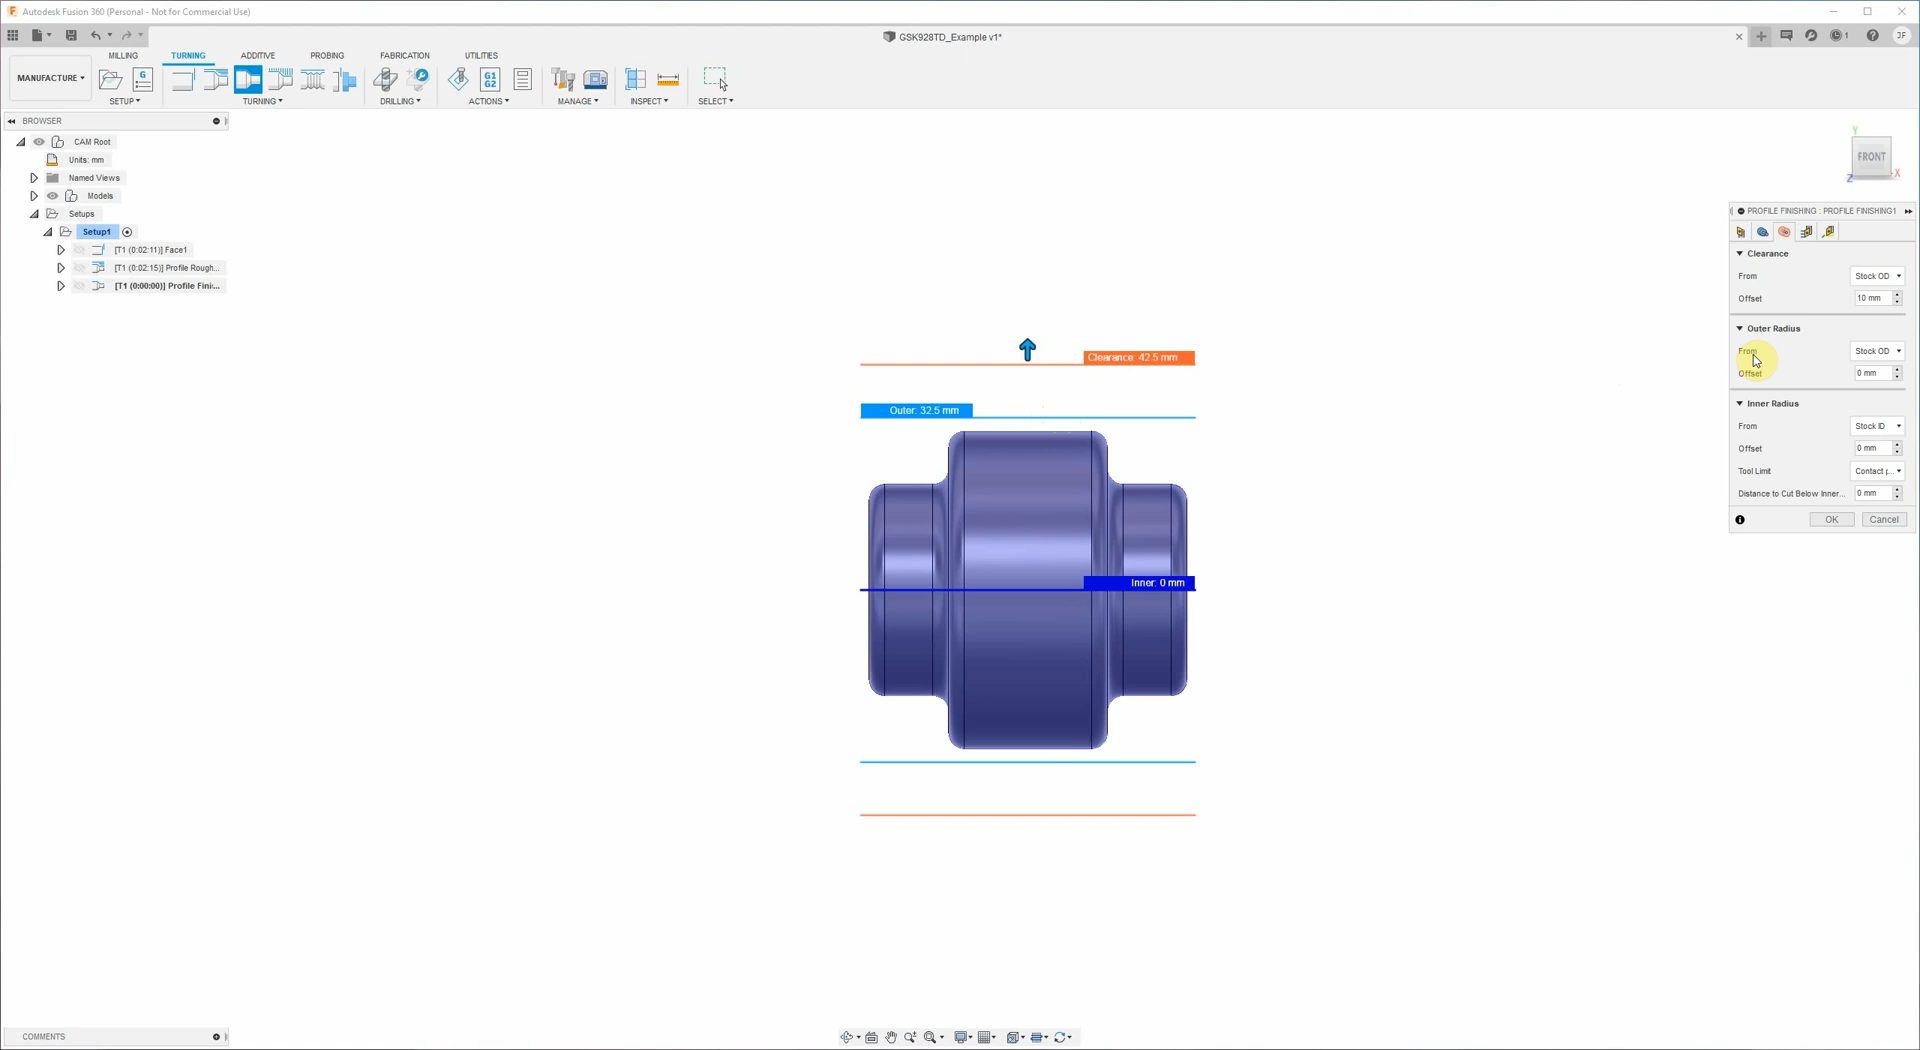 Autodesk Fusion 360 (Personal - Not for Commercial Use)
GSK928TD_Example v1*
1
JF
MILLING
TURNING
ADDITIVE
PROBING
FABRICATION
UTILITIES
MANUFACTURE
G
G1
G2
SETUP
TURNING
DRILLING
ACTIONS
MANAGE
INSPECT
SELECT
BROWSER
CAM Root
Units: mm
Named Views
Models
Setups
Setup1
[T1 (0:02:11)] Face1
[T1 (0:02:15)] Profile Rough...
[T1 (0:00:00)] Profile Fini...
Y
FRONT
Z
X
PROFILE FINISHING : PROFILE FINISHING1
Clearance
From
Stock OD
Offset
10 mm
Outer Radius
From
Stock OD
Offset
0 mm
Inner Radius
From
Stock ID
Offset
0 mm
Tool Limit
Contact p...
Distance to Cut Below Inner...
0 mm
OK
Cancel
Clearance: 42.5 mm
Outer: 32.5 mm
Inner: 0 mm
COMMENTS